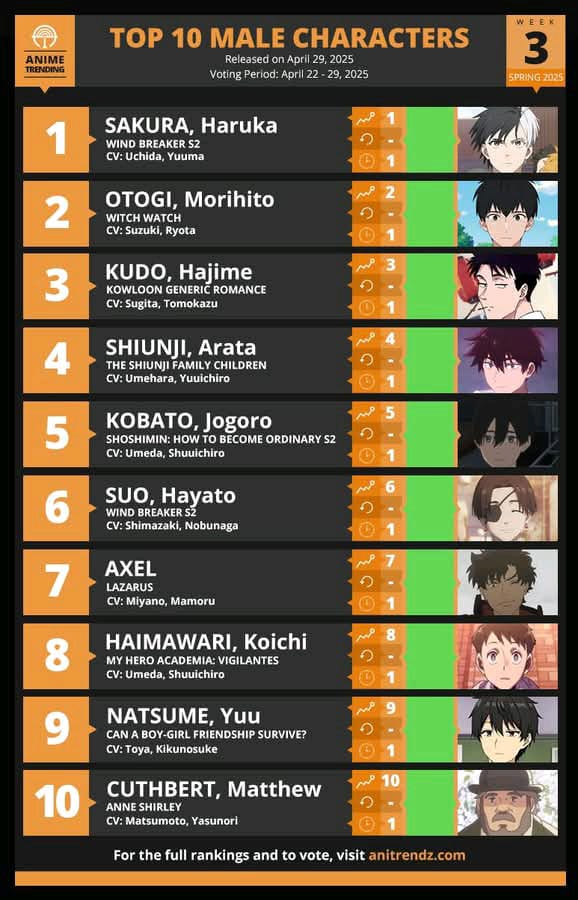 ANIME
TRENDING
TOP 10 MALE CHARACTERS
Released on April 29, 2025
Voting Period: April 22 - 29, 2025
WEEK
3
SPRING 2025
1
SAKURA, Haruka
WIND BREAKER S2
CV: Uchida, Yuuma
1
-
1
2
OTOGI, Morihito
WITCH WATCH
CV: Suzuki, Ryota
2
-
1
3
KUDO, Hajime
KOWLOON GENERIC ROMANCE
CV: Sugita, Tomokazu
3
-
1
4
SHIUNJI, Arata
THE SHIUNJI FAMILY CHILDREN
CV: Umehara, Yuuichiro
4
-
1
5
KOBATO, Jogoro
SHOSHIMIN: HOW TO BECOME ORDINARY S2
CV: Umeda, Shuuichiro
5
-
1
6
SUO, Hayato
WIND BREAKER S2
CV: Shimazaki, Nobunaga
6
-
1
7
AXEL
LAZARUS
CV: Miyano, Mamoru
7
-
1
8
HAIMAWARI, Koichi
MY HERO ACADEMIA: VIGILANTES
CV: Umeda, Shuuichiro
8
-
1
9
NATSUME, Yuu
CAN A BOY-GIRL FRIENDSHIP SURVIVE?
CV: Toya, Kikunosuke
9
-
1
10
CUTHBERT, Matthew
ANNE SHIRLEY
CV: Matsumoto, Yasunori
10
-
1
For the full rankings and to vote, visit anitrendz.com